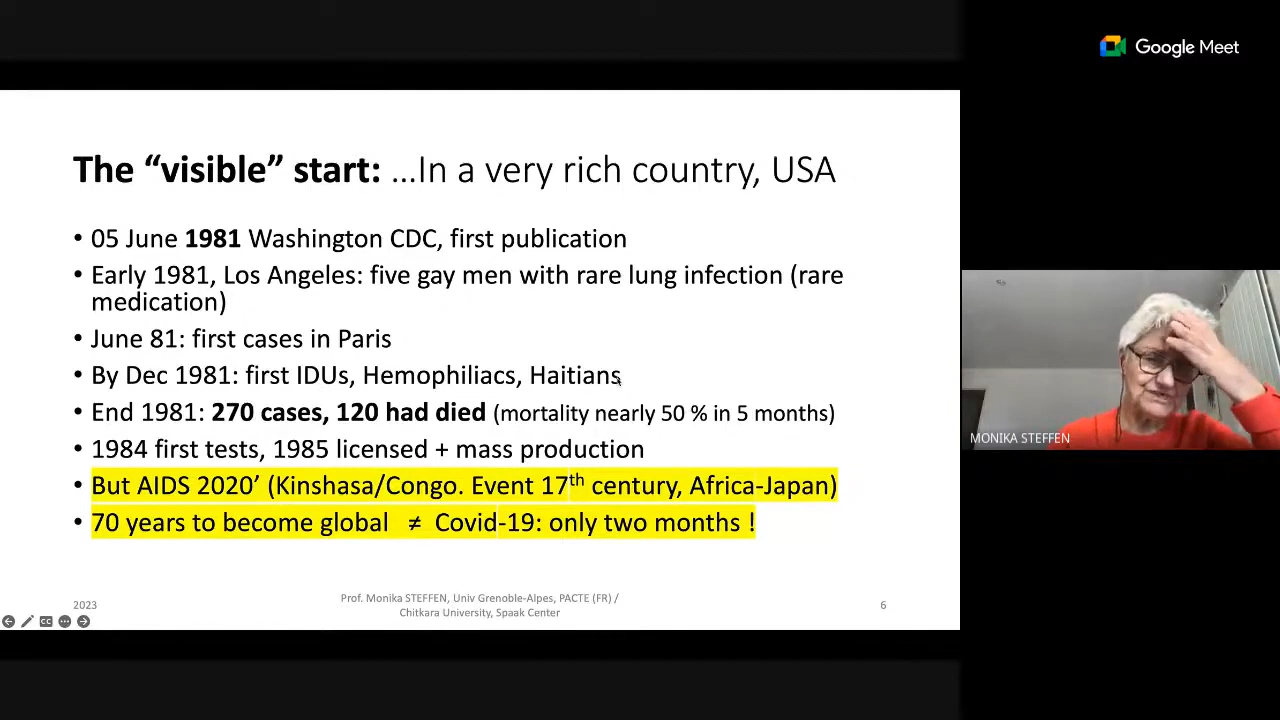 Google Meet
The “visible” start: ...In a very rich country, USA
• 05 June 1981 Washington CDC, first publication
• Early 1981, Los Angeles: five gay men with rare lung infection (rare
medication)
• June 81: first cases in Paris
• By Dec 1981: first IDUs, Hemophiliacs, Haitians
• End 1981: 270 cases, 120 had died (mortality nearly 50 % in 5 months)
• 1984 first tests, 1985 licensed + mass production
• But AIDS 2020’ (Kinshasa/Congo. Event 17th century, Africa-Japan)
• 70 years to become global ≠ Covid-19: only two months !
2023
Prof. Monika STEFFEN, Univ Grenoble-Alpes, PACTE (FR) /
Chitkara University, Spaak Center
6
CC
MONIKA STEFFEN